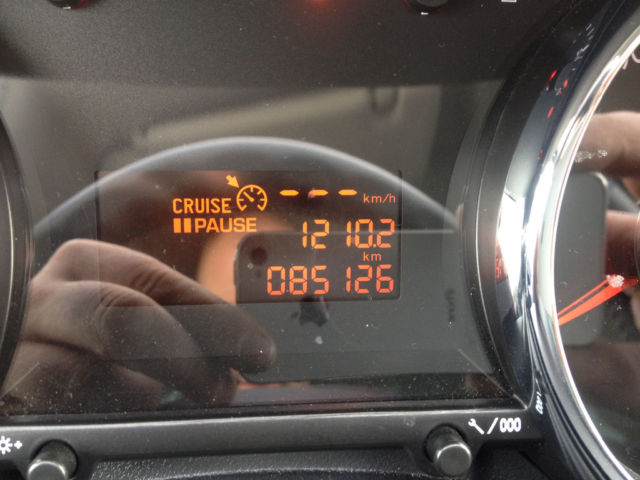 CRUISE --- km/h
PAUSE 1210.2
km
085126
/000